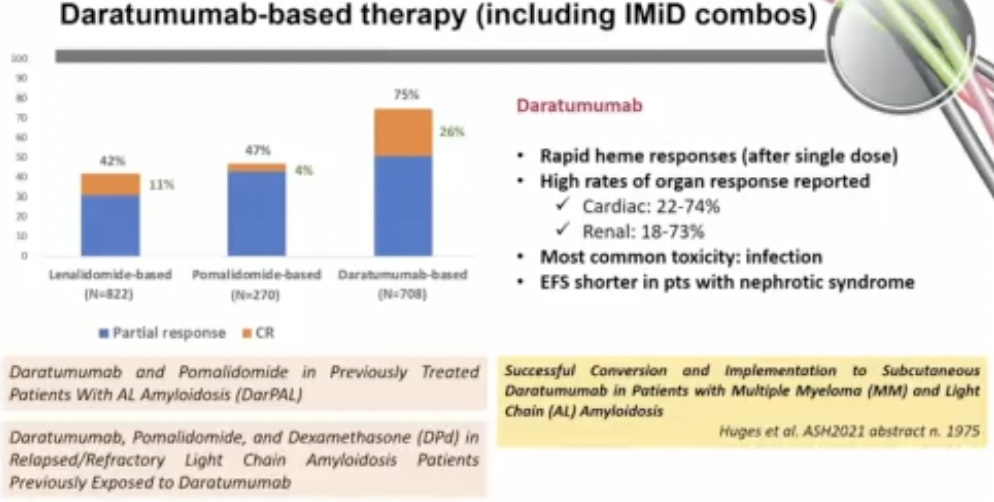 Daratumumab-based therapy (including IMiD combos)
100
90
80
70
60
50
40
30
20
10
0
42%
11%
47%
4%
75%
26%
Lenalidomide-based
(N=822)
Pomalidomide-based
(N=270)
Daratumumab-based
(N=708)
Partial response
CR
Daratumumab
• Rapid heme responses (after single dose)
• High rates of organ response reported
✓ Cardiac: 22-74%
✓ Renal: 18-73%
• Most common toxicity: infection
• EFS shorter in pts with nephrotic syndrome
Daratumumab and Pomalidomide in Previously Treated
Patients With AL Amyloidosis (DarPAL)
Daratumumab, Pomalidomide, and Dexamethasone (DPd) in
Relapsed/Refractory Light Chain Amyloidosis Patients
Previously Exposed to Daratumumab
Successful Conversion and Implementation to Subcutaneous
Daratumumab in Patients with Multiple Myeloma (MM) and Light
Chain (AL) Amyloidosis
Huges et al. ASH2021 abstract n. 1975